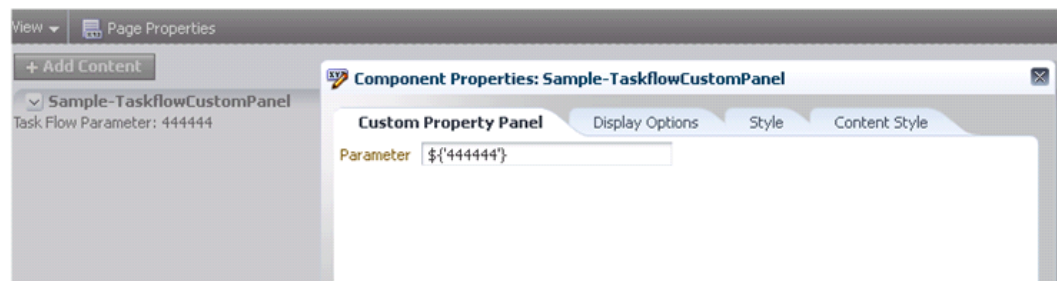 View
Page Properties
+ Add Content
Component Properties: Sample-TaskflowCustomPanel
Sample-TaskflowCustomPanel
Custom Property Panel Display Options Style Content Style
Task Flow Parameter: 444444
Parameter ${'444444'}